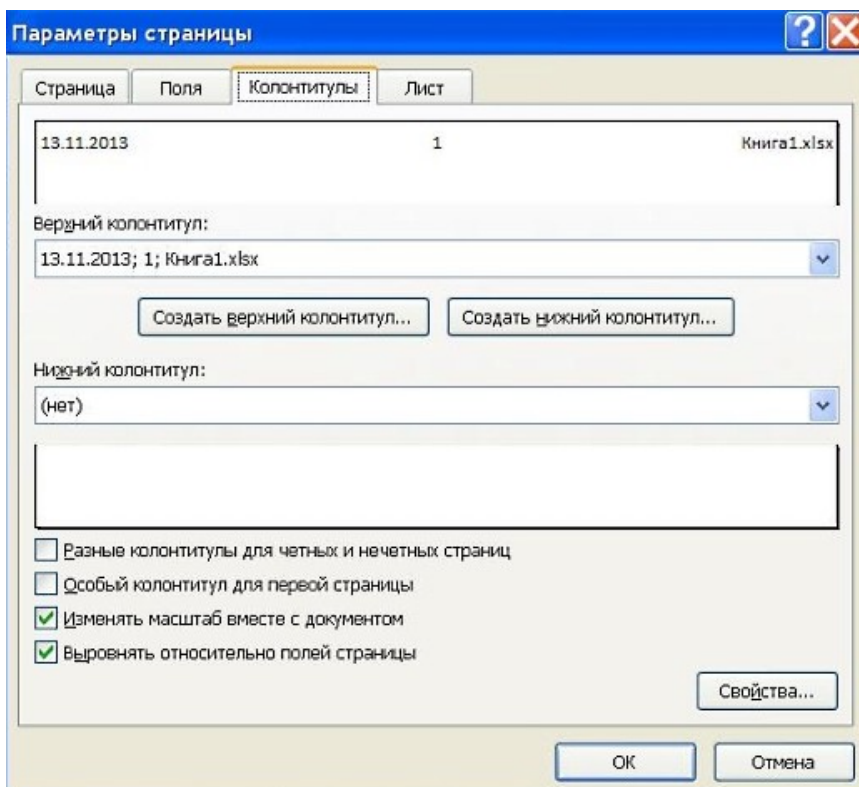 Параметры страницы
Страница Поля Колонтитулы Лист
13.11.2013 1 Книга1.xlsx
Верхний колонтитул:
13.11.2013; 1; Книга1.xlsx
Создать верхний колонтитул... Создать нижний колонтитул...
Нижний колонтитул:
(нет)
Разные колонтитулы для четных и нечетных страниц
Особый колонтитул для первой страницы
Изменять масштаб вместе с документом
Выровнять относительно полей страницы
Свойства...
ОК Отмена